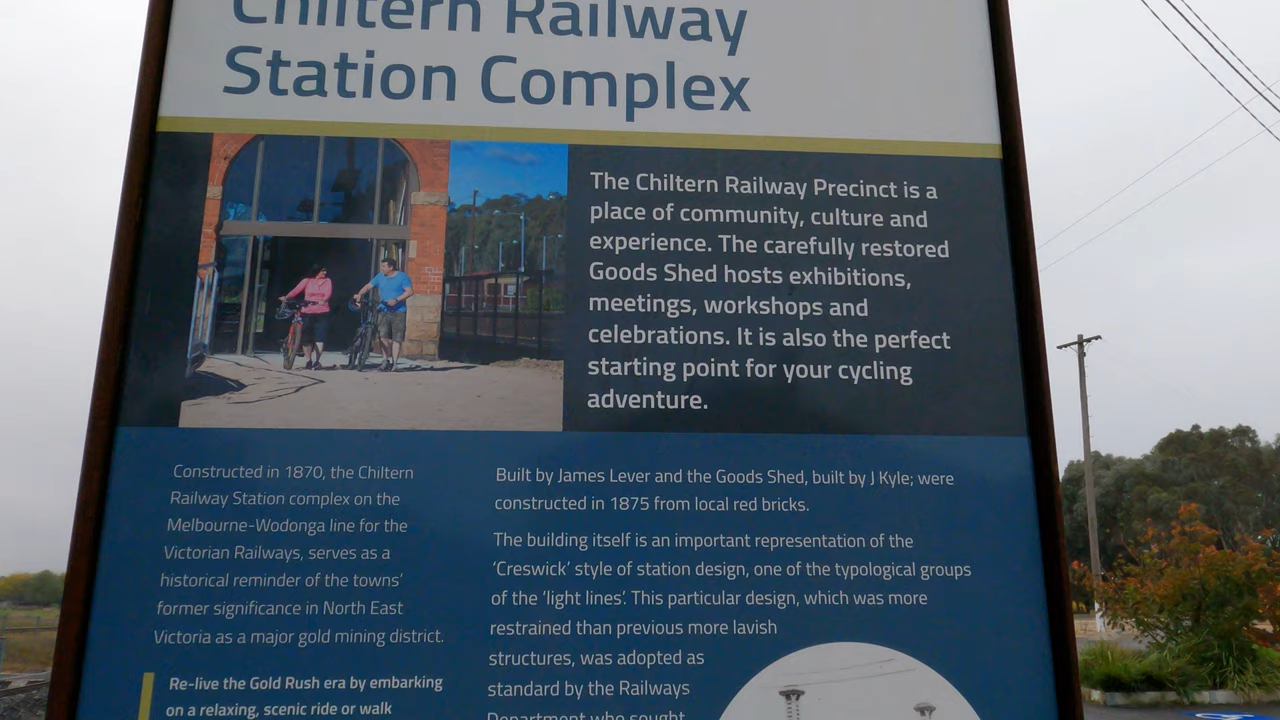 Chiltern Railway
Station Complex
The Chiltern Railway Precinct is a
place of community, culture and
experience. The carefully restored
Goods Shed hosts exhibitions,
meetings, workshops and
celebrations. It is also the perfect
starting point for your cycling
adventure.
Constructed in 1870, the Chiltern
Railway Station complex on the
Melbourne-Wodonga line for the
Victorian Railways, serves as a
historical reminder of the towns'
former significance in North East
Victoria as a major gold mining district.
Re-live the Gold Rush era by embarking
on a relaxing, scenic ride or walk
Built by James Lever and the Goods Shed, built by J Kyle; were
constructed in 1875 from local red bricks.
The building itself is an important representation of the
'Creswick' style of station design, one of the typological groups
of the 'light lines'. This particular design, which was more
restrained than previous more lavish
structures, was adopted as
standard by the Railways
Department who sought